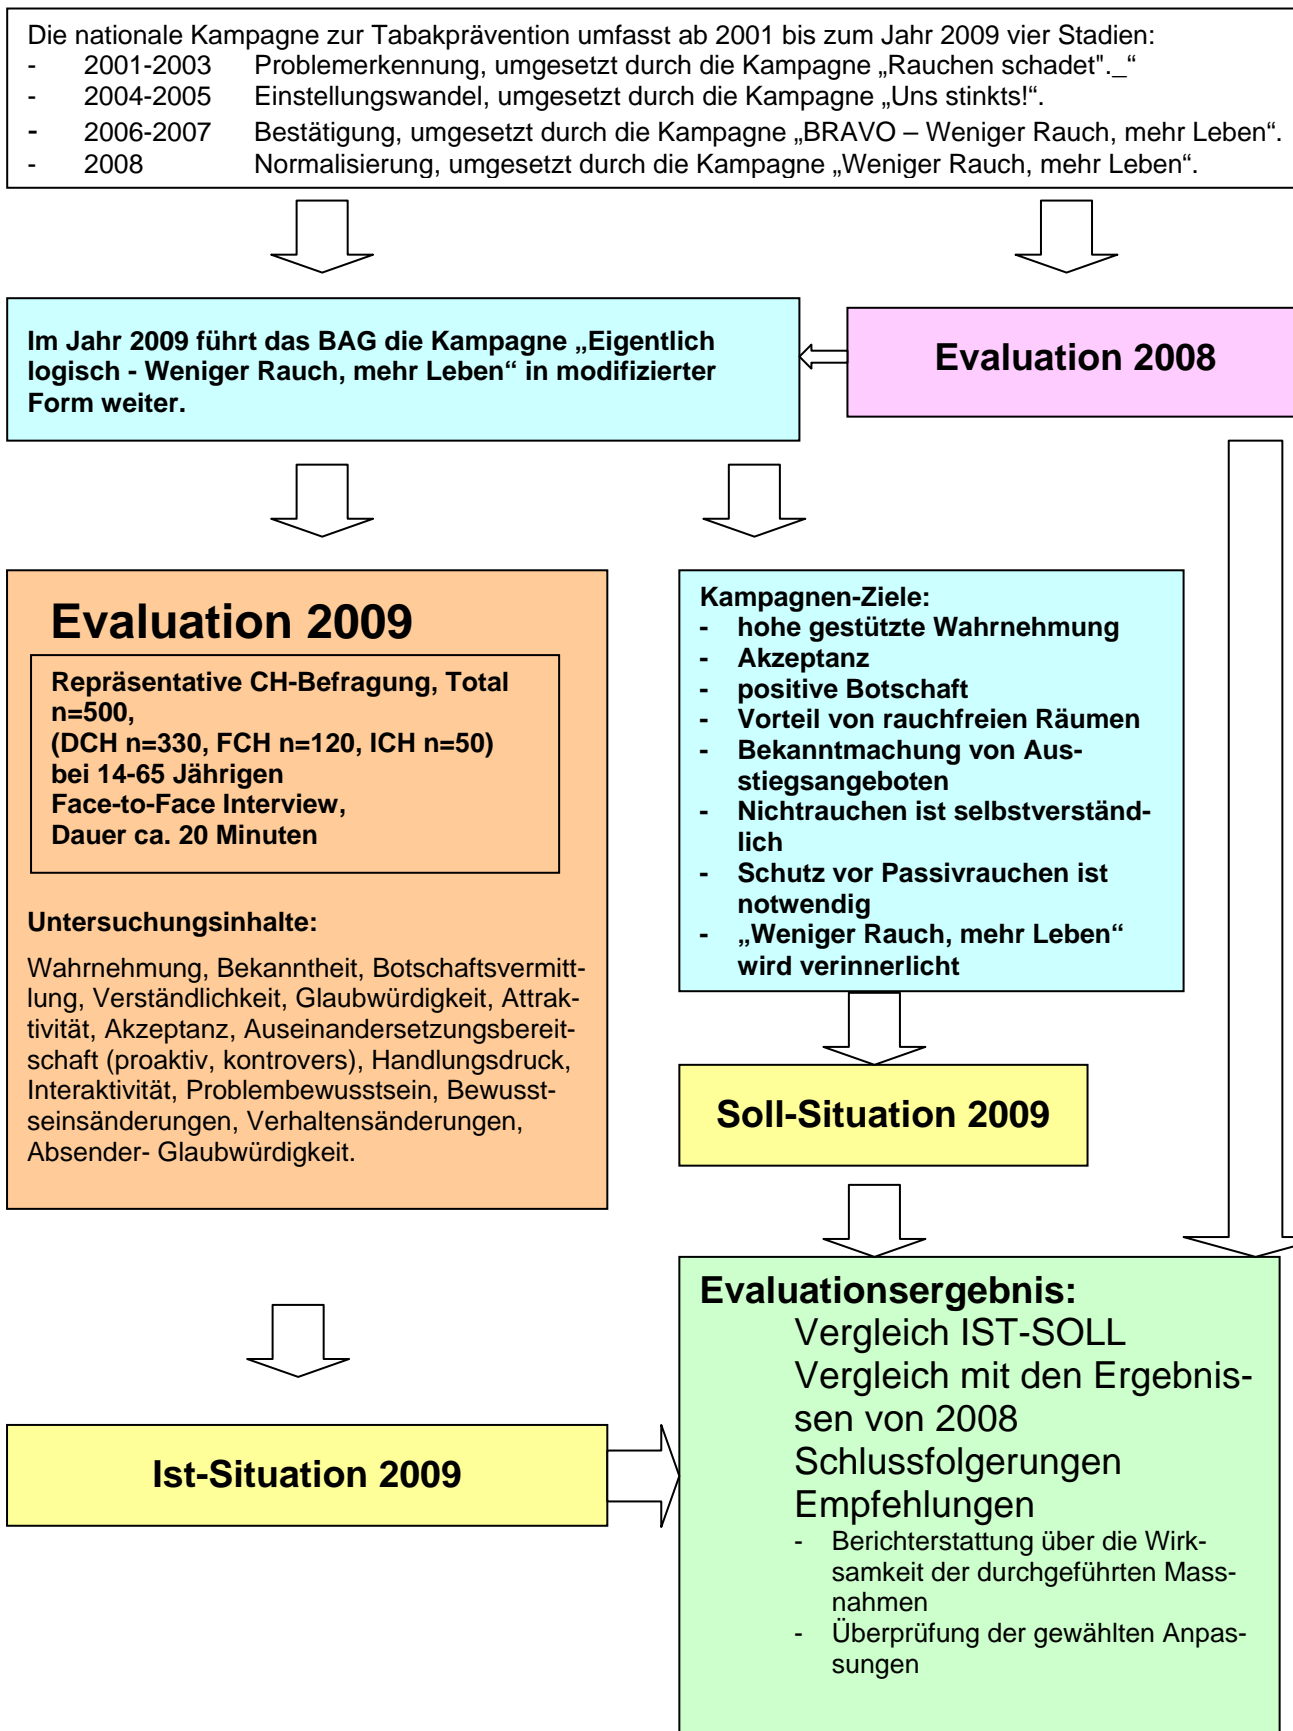 Die nationale Kampagne zur Tabakprävention umfasst ab 2001 bis zum Jahr 2009 vier Stadien:
- 2001-2003 Problemerkennung, umgesetzt durch die Kampagne „Rauchen schadet"._“
- 2004-2005 Einstellungswandel, umgesetzt durch die Kampagne „Uns stinkts!“.
- 2006-2007 Bestätigung, umgesetzt durch die Kampagne „BRAVO – Weniger Rauch, mehr Leben“.
- 2008 Normalisierung, umgesetzt durch die Kampagne „Weniger Rauch, mehr Leben“.
Im Jahr 2009 führt das BAG die Kampagne „Eigentlich
logisch - Weniger Rauch, mehr Leben“ in modifizierter
Form weiter.
Evaluation 2008
Evaluation 2009
Repräsentative CH-Befragung, Total
n=500,
(DCH n=330, FCH n=120, ICH n=50)
bei 14-65 Jährigen
Face-to-Face Interview,
Dauer ca. 20 Minuten
Untersuchungsinhalte:
Wahrnehmung, Bekanntheit, Botschaftsvermitt-
lung, Verständlichkeit, Glaubwürdigkeit, Attrak-
tivität, Akzeptanz, Auseinandersetzungsbereit-
schaft (proaktiv, kontrovers), Handlungsdruck,
Interaktivität, Problembewusstsein, Bewusst-
seinsänderungen, Verhaltensänderungen,
Absender- Glaubwürdigkeit.
Kampagnen-Ziele:
- hohe gestützte Wahrnehmung
- Akzeptanz
- positive Botschaft
- Vorteil von rauchfreien Räumen
- Bekanntmachung von Aus-
stiegsangeboten
- Nichtrauchen ist selbstverständ-
lich
- Schutz vor Passivrauchen ist
notwendig
- „Weniger Rauch, mehr Leben“
wird verinnerlicht
Soll-Situation 2009
Ist-Situation 2009
Evaluationsergebnis:
Vergleich IST-SOLL
Vergleich mit den Ergebnis-
sen von 2008
Schlussfolgerungen
Empfehlungen
- Berichterstattung über die Wirk-
samkeit der durchgeführten Mass-
nahmen
- Überprüfung der gewählten Anpas-
sungen